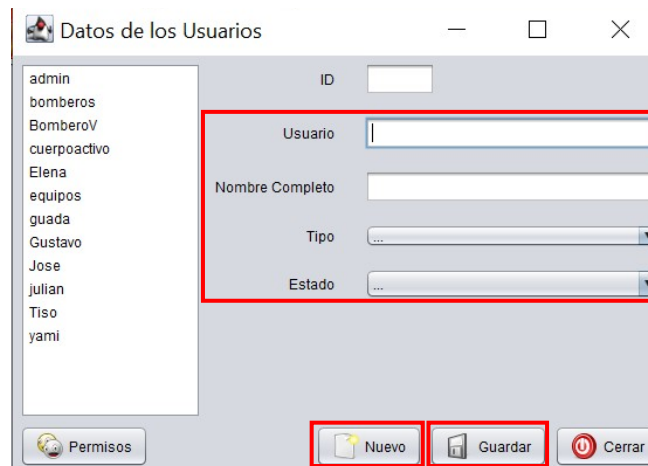 Datos de los Usuarios
admin
bomberos
BomberoV
cuerpoactivo
Elena
equipos
guada
Gustavo
Jose
julian
Tiso
yami
ID
Usuario
Nombre Completo
Tipo ...
Estado ...
Permisos Nuevo Guardar Cerrar